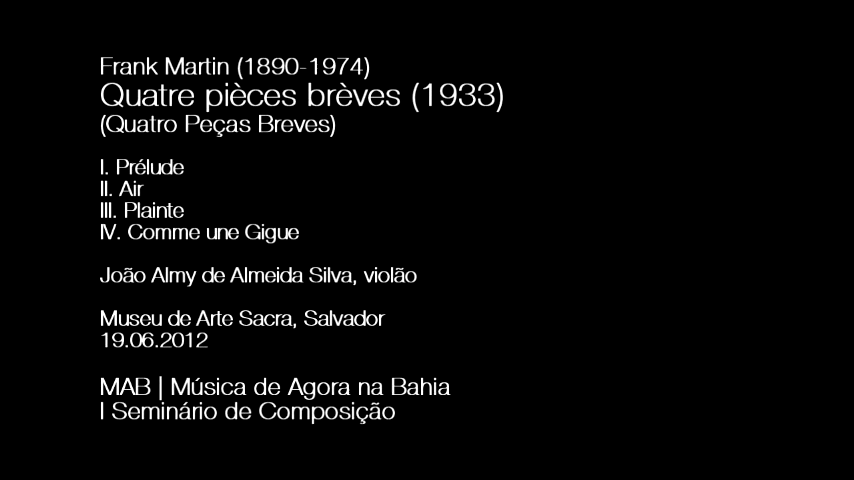 Frank Martin (1890-1974)
Quatre pièces brèves (1933)
(Quatro Peças Breves)
I. Prélude
II. Air
III. Plainte
IV. Comme une Gigue
João Almy de Almeida Silva, violão
Museu de Arte Sacra, Salvador
19.06.2012
MAB | Música de Agora na Bahia
I Seminário de Composição